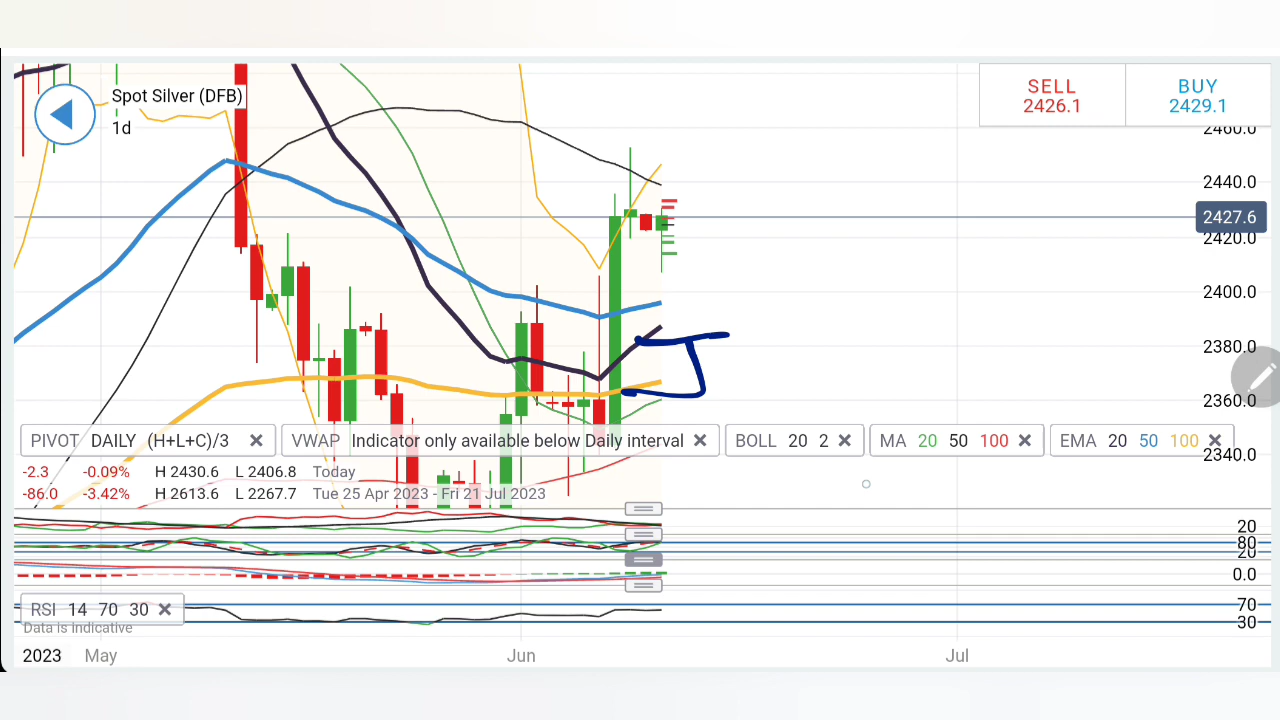 Spot Silver (DFB)
1d
SELL
2426.1
BUY
2429.1
2460.0
2440.0
2427.6
2420.0
2400.0
2380.0
2360.0
2340.0
PIVOT DAILY (H+L+C)/3
VWAP Indicator only available below Daily interval
BOLL 20 2
MA 20 50 100
EMA 20 50 100
-2.3 -0.09% H 2430.6 L 2406.8 Today
-86.0 -3.42% H 2613.6 L 2267.7 Tue 25 Apr 2023 - Fri 21 Jul 2023
20
80
20
0.0
RSI 14 70 30
70
30
Data is indicative
2023 May Jun Jul